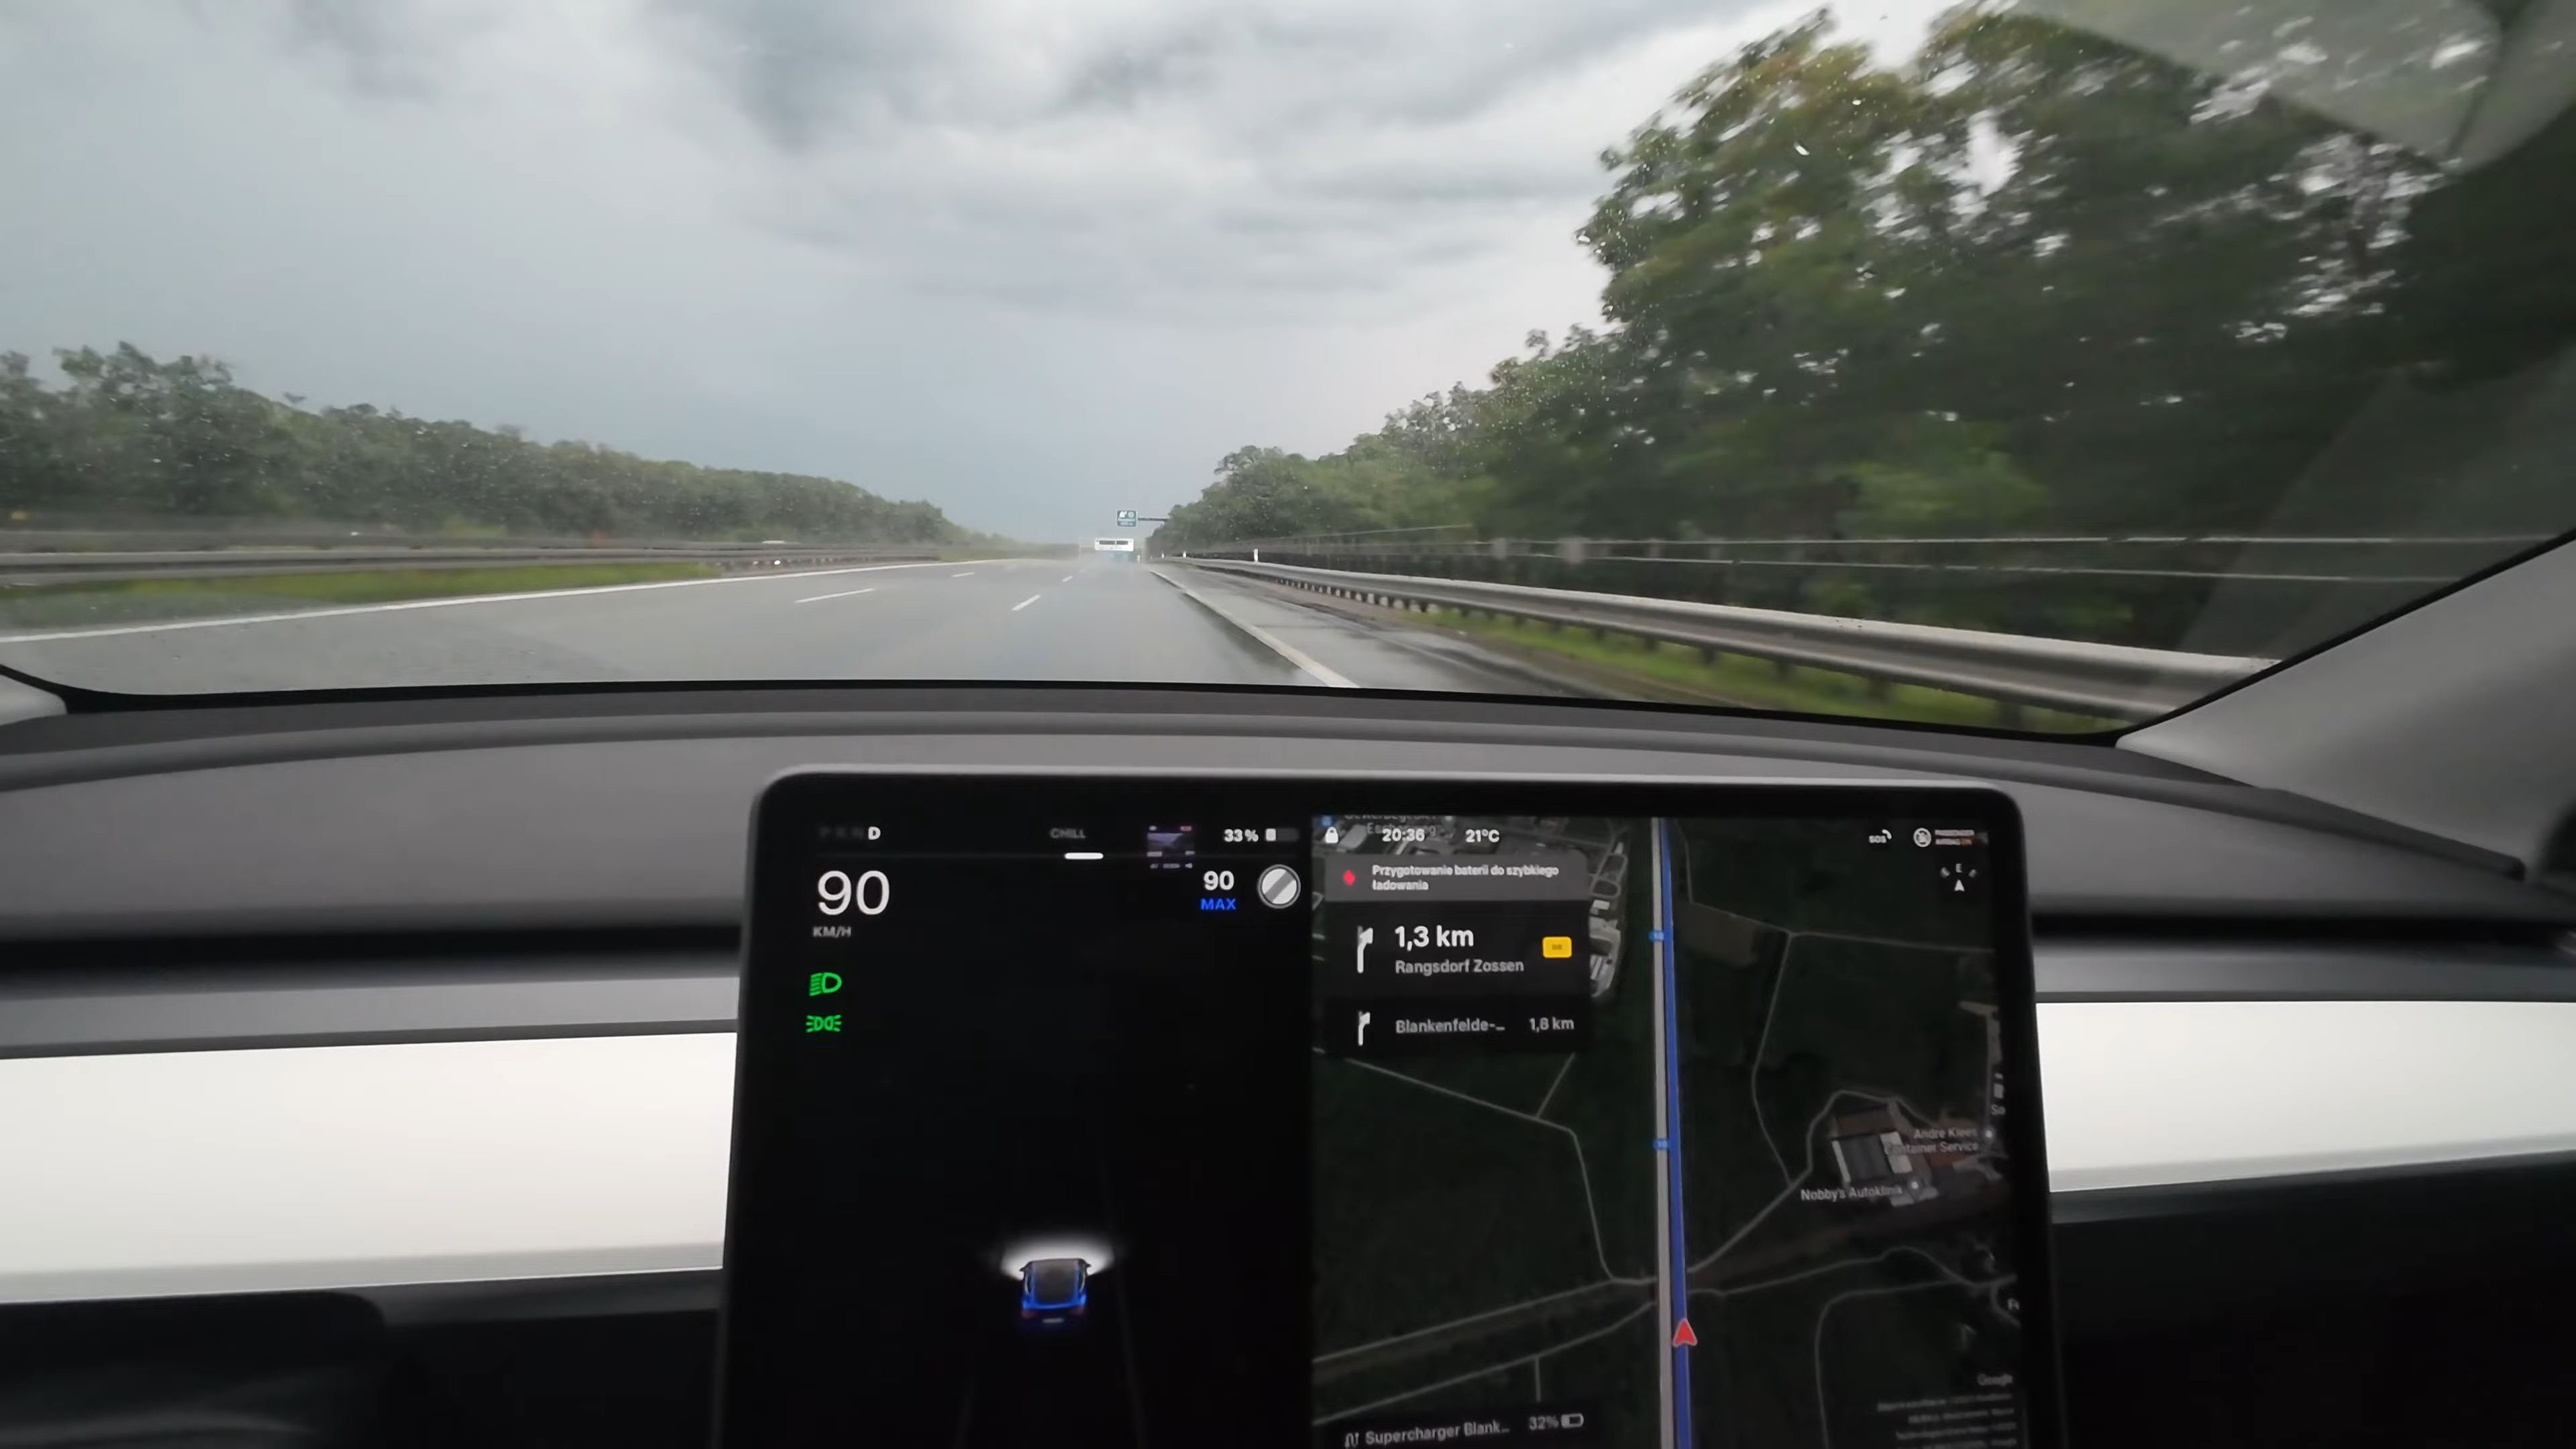 D
CHILL
33%
90
KM/H
90
MAX
20:36
21°C
SOS
Przygotowanie baterii do szybkiego
ładowania
1,3 km
Rangsdorf Zossen
Blankenfelde-... 1,8 km
E
Andre Klees
Container Service
Nobby's Autoklinik
Google
Supercharger Blank... 32%